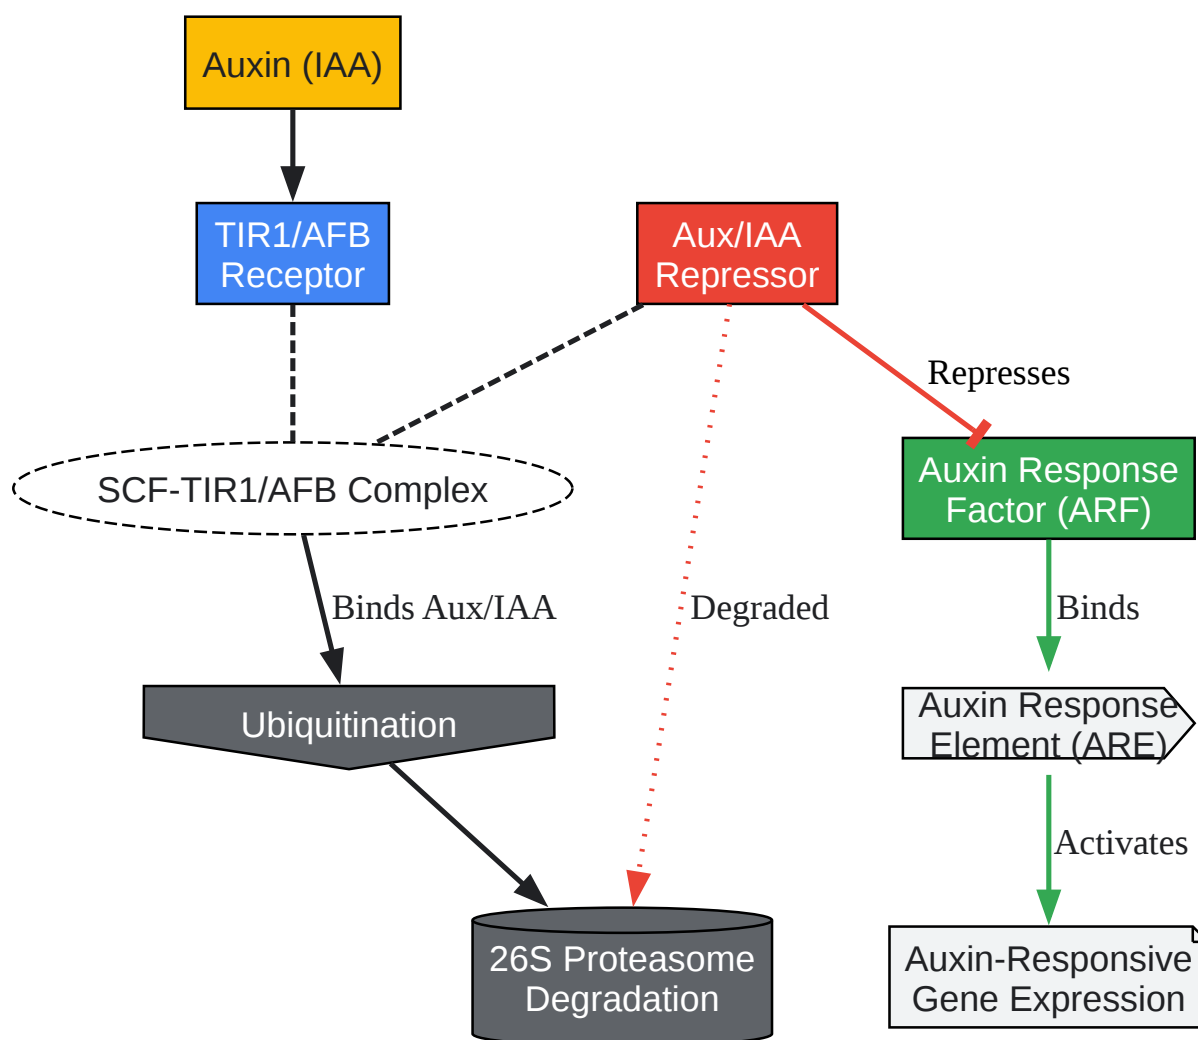 Auxin (IAA)
TIR1/AFB
Receptor
Aux/IAA
Repressor
Represses
SCF-TIR1/AFB Complex
Auxin Response
Factor (ARF)
Binds Aux/IAA
Degraded
Binds
Ubiquitination
Auxin Response
Element (ARE)
Activates
26S Proteasome
Degradation
Auxin-Responsive
Gene Expression